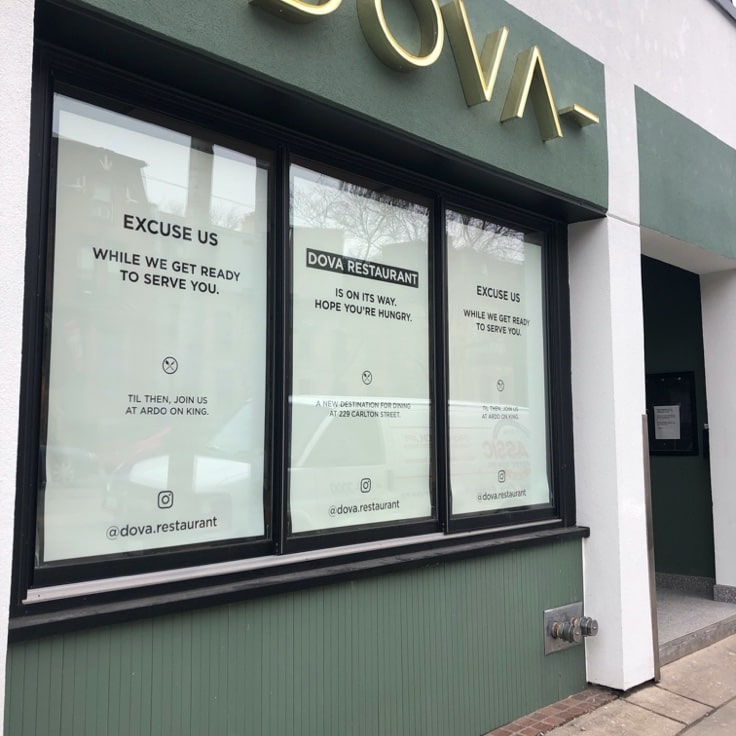 DOVA-
EXCUSE US
WHILE WE GET READY
TO SERVE YOU.
TIL THEN, JOIN US
AT ARDO ON KING.
@dova.restaurant
DOVA RESTAURANT
IS ON ITS WAY.
HOPE YOU'RE HUNGRY.
A NEW DESTINATION FOR DINING
AT 229 CARLTON STREET.
@dova.restaurant
EXCUSE US
WHILE WE GET READY
TO SERVE YOU.
TIL THEN, JOIN US
AT ARDO ON KING.
@dova.restaurant